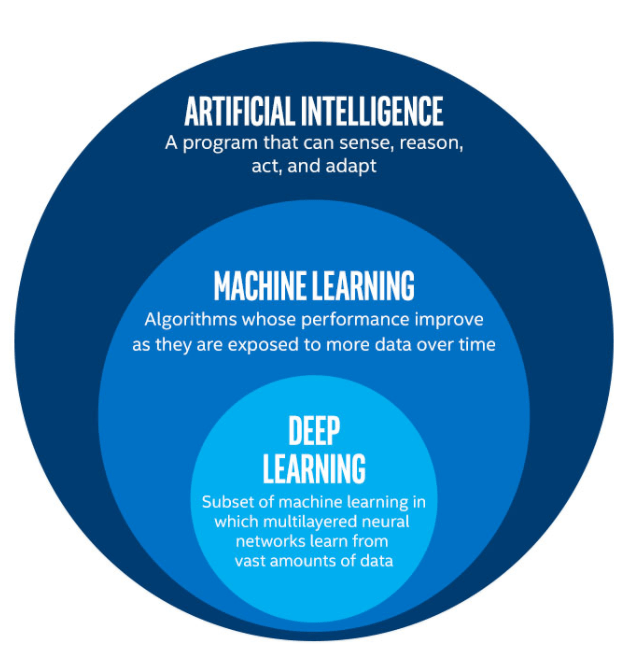 ARTIFICIAL INTELLIGENCE
A program that can sense, reason,
act, and adapt
MACHINE LEARNING
Algorithms whose performance improve
as they are exposed to more data over time
DEEP
LEARNING
Subset of machine learning in
which multilayered neural
networks learn from
vast amounts of data